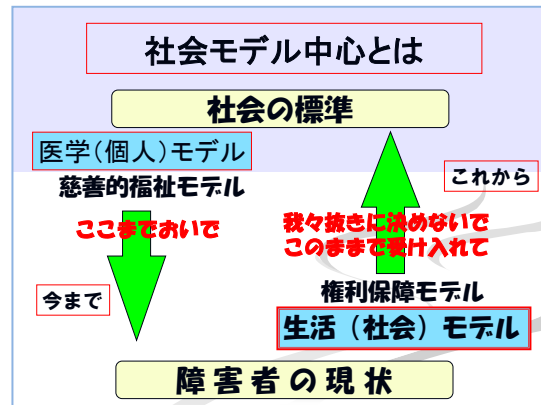 社会モデル中心とは
社会の標準
医学(個人)モデル
慈善的福祉モデル
これから
ここまでおいで
我々抜きに決めないで
このままで受け入れて
今まで
権利保障モデル
生活(社会)モデル
障害者の現状